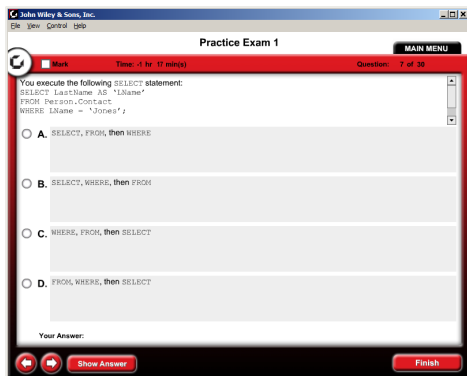 John Wiley & Sons, Inc.
File View Control Help
Practice Exam 1
MAIN MENU
Mark Time: -1 hr 17 min(s) Question: 7 of 30
You execute the following SELECT statement:
SELECT LastName AS ‘LName’
FROM Person.Contact
WHERE LName = ‘Jones’;
A. SELECT, FROM, then WHERE
B. SELECT, WHERE, then FROM
C. WHERE, FROM, then SELECT
D. FROM, WHERE, then SELECT
Your Answer:
Show Answer Finish